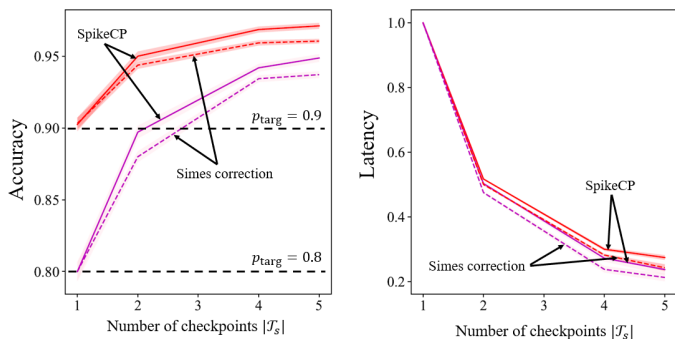 SpikeCP
0.95
0.90
0.85
0.80
Accuracy
p_targ = 0.9
Simes correction
p_targ = 0.8
1 2 3 4 5
Number of checkpoints |𝒯_s|
1.0
0.8
0.6
0.4
0.2
Latency
SpikeCP
Simes correction
1 2 3 4 5
Number of checkpoints |𝒯_s|